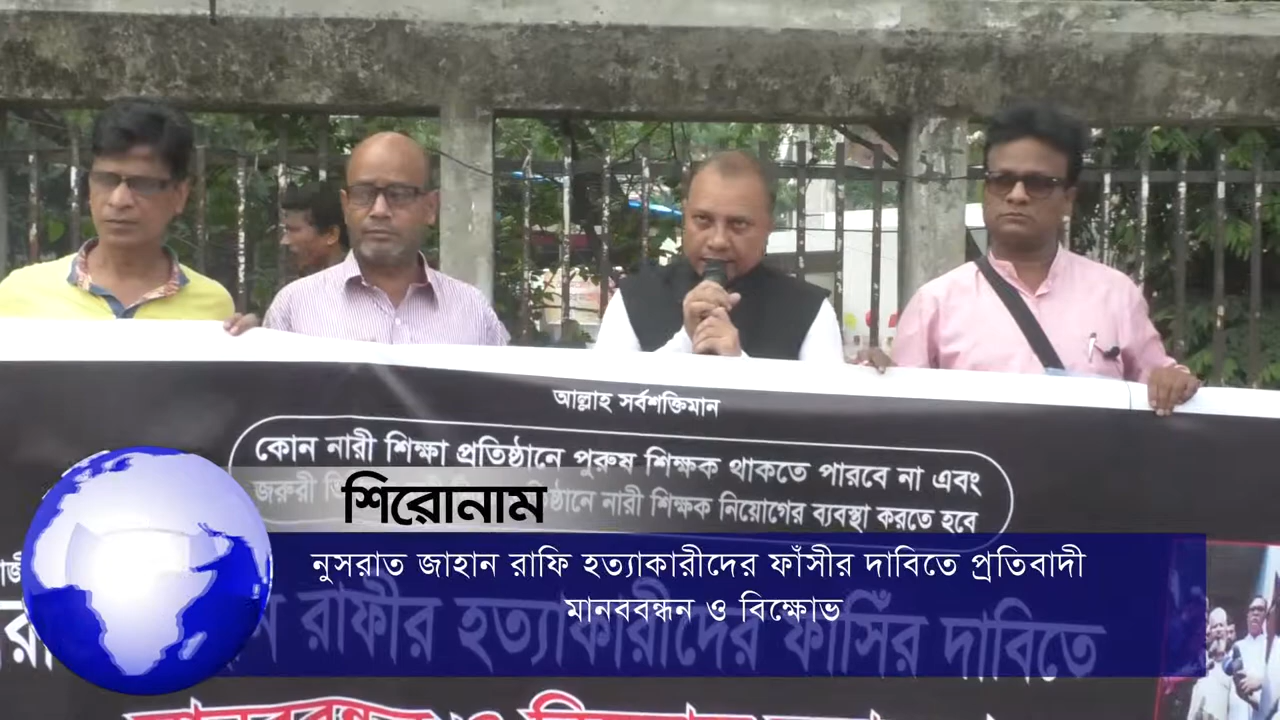 আল্লাহ সর্বশক্তিমান
কোন নারী শিক্ষা প্রতিষ্ঠানে পুরুষ শিক্ষক থাকতে পারবে না এবং
জরুরী নারী শিক্ষক নিয়োগের ব্যবস্থা করতে হবে
শিরোনাম
নুসরাত জাহান রাফি হত্যাকারীদের ফাঁসীর দাবিতে প্রতিবাদী
মানববন্ধন ও বিক্ষোভ
রাফীর হত্যাকারীদের ফাঁসির দাবিতে